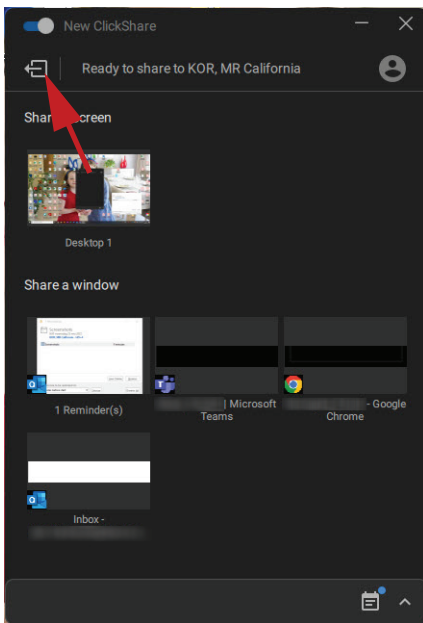 New ClickShare
Ready to share to KOR, MR California
Share screen
Desktop 1
Share a window
1 Reminder(s)
| Microsoft
Teams
- Google
Chrome
Inbox -